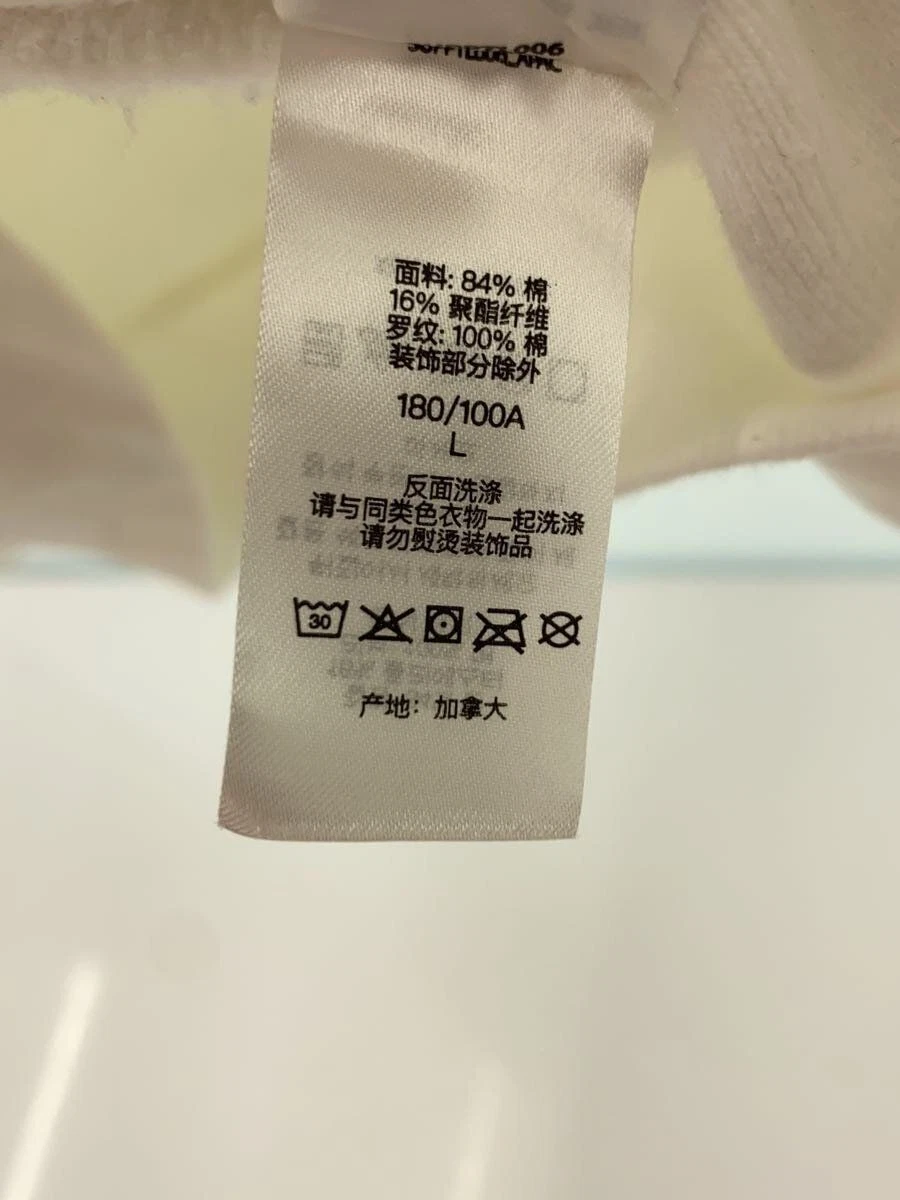 面料: 84% 棉
16% 聚酯纤维
罗纹: 100% 棉
装饰部分除外
180/100A
L
反面洗涤
请与同类色衣物一起洗涤
请勿熨烫装饰品
30
产地: 加拿大